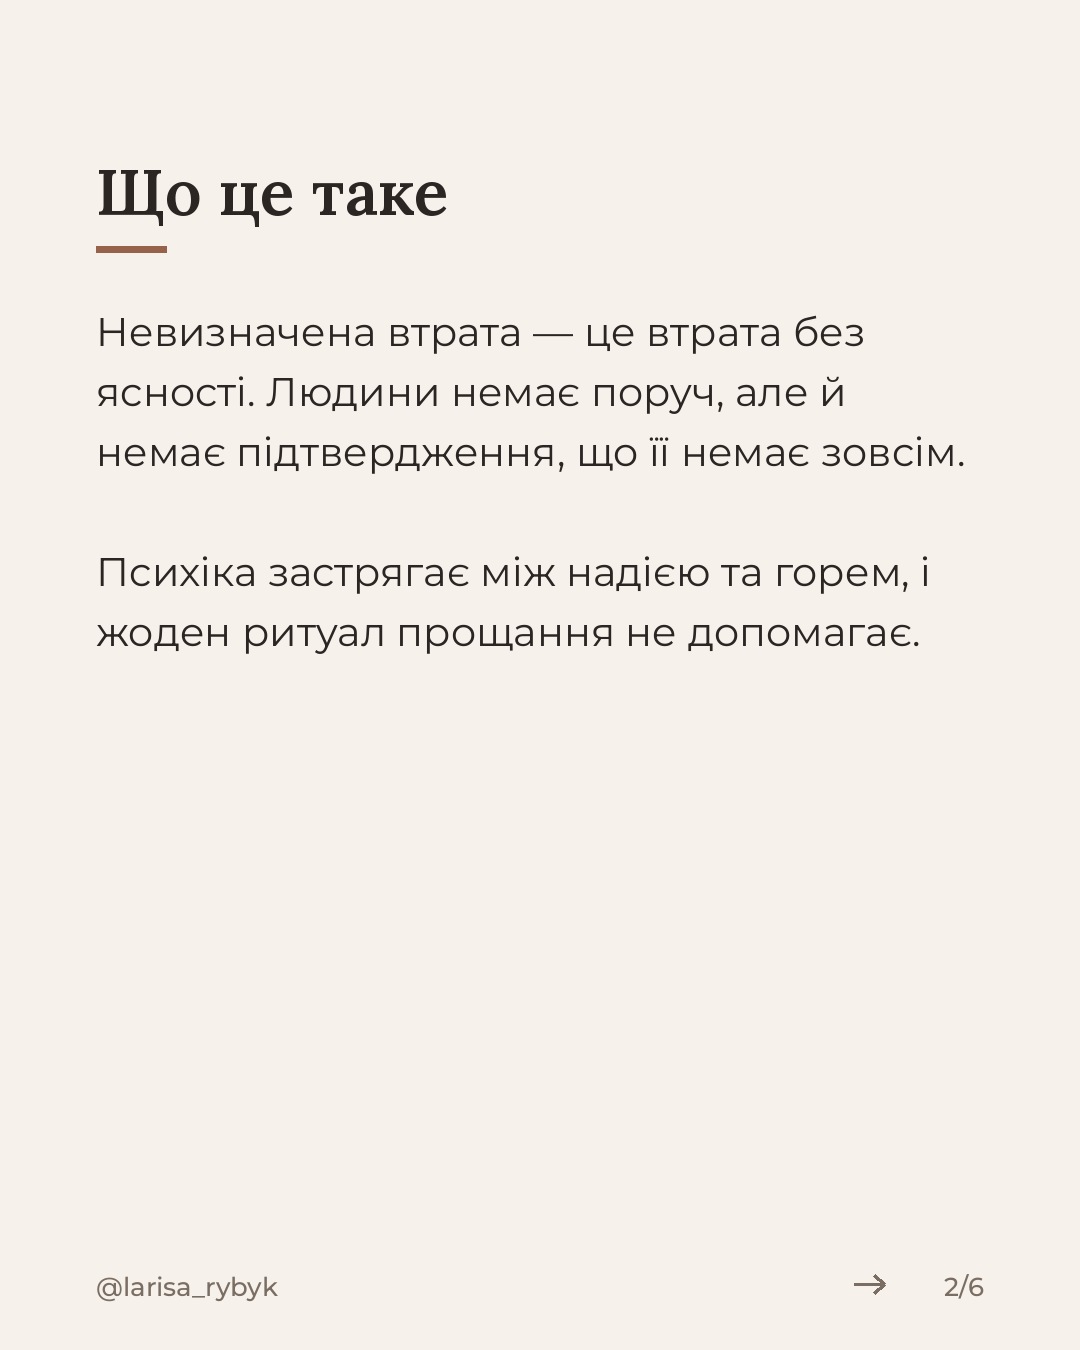 Що це таке
Невизначена втрата — це втрата без
ясності. Людини немає поруч, але й
немає підтвердження, що її немає зовсім.
Психіка застрягає між надією та горем, і
жоден ритуал прощання не допомагає.
@larisa_rybyk → 2/6